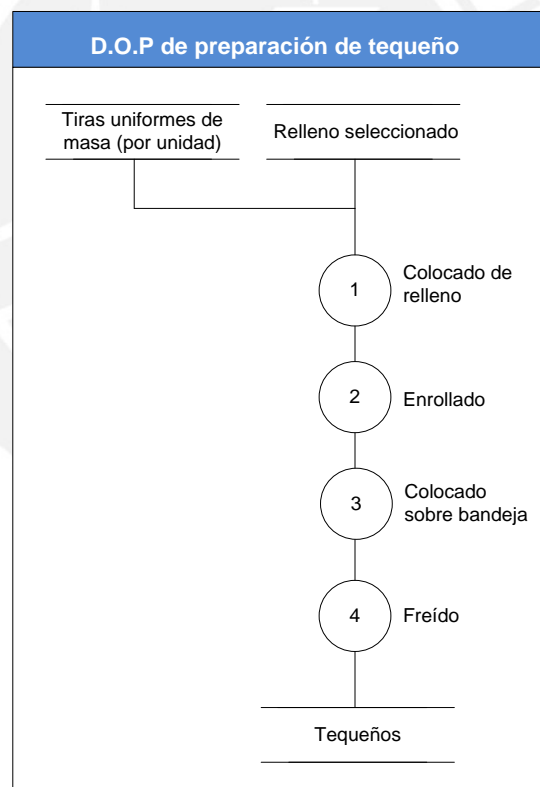 D.O.P de preparación de tequeño
Tiras uniformes de
masa (por unidad)
Relleno seleccionado
1
Colocado de
relleno
2
Enrollado
3
Colocado
sobre bandeja
4
Freído
Tequeños